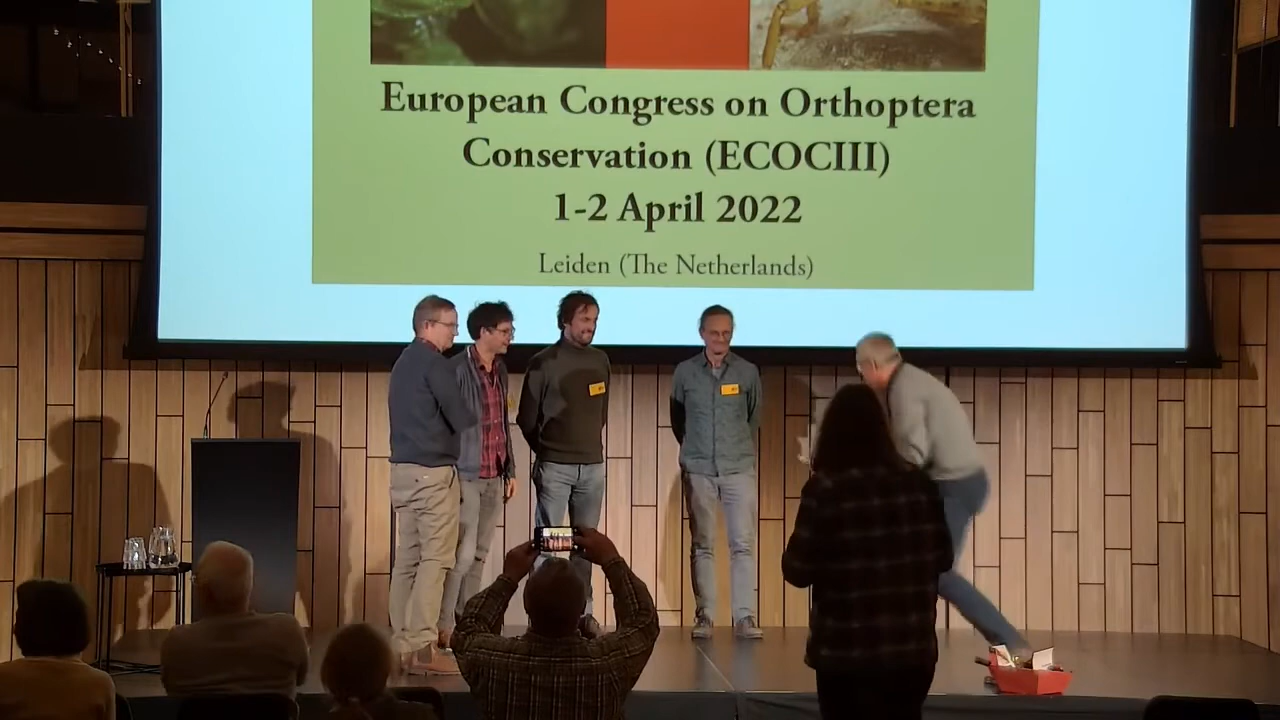 European Congress on Orthoptera
Conservation (ECOCIII)
1-2 April 2022
Leiden (The Netherlands)